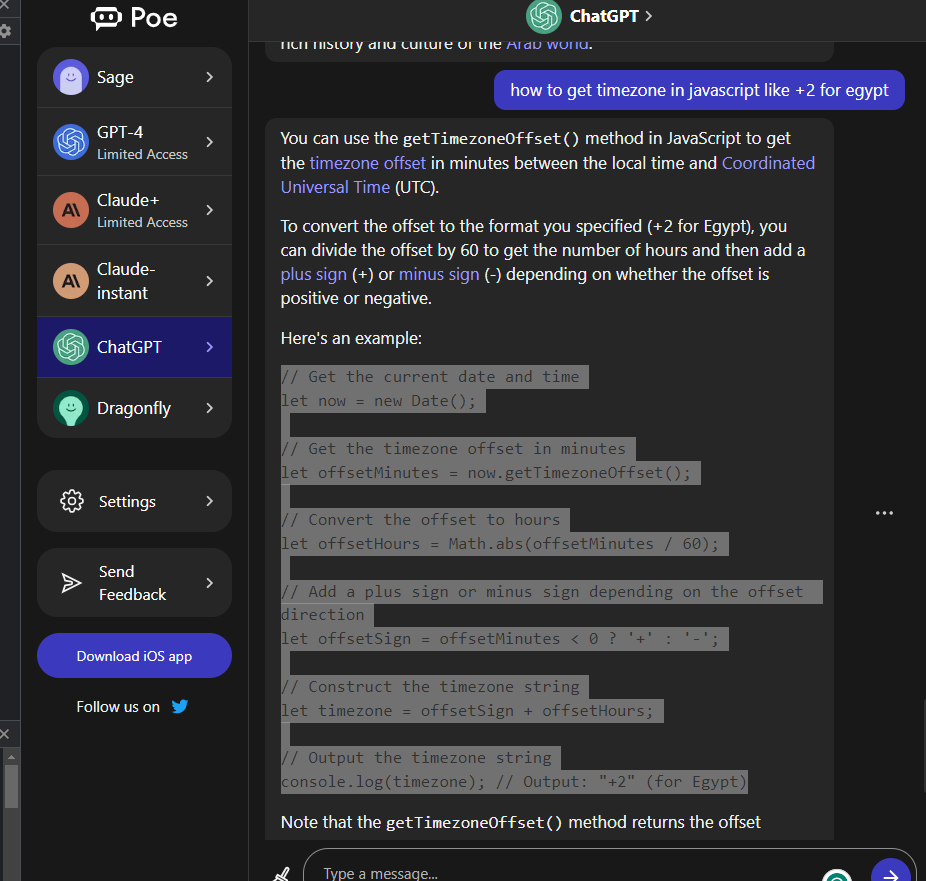 Poe
Sage
GPT-4
Limited Access
Claude+
Limited Access
Claude-
instant
ChatGPT
Dragonfly
Settings
Send
Feedback
Download iOS app
Follow us on
ChatGPT
rich history and culture of the Arab world.
how to get timezone in javascript like +2 for egypt
You can use the getTimezoneOffset() method in JavaScript to get
the timezone offset in minutes between the local time and Coordinated
Universal Time (UTC).
To convert the offset to the format you specified (+2 for Egypt), you
can divide the offset by 60 to get the number of hours and then add a
plus sign (+) or minus sign (-) depending on whether the offset is
positive or negative.
Here's an example:
// Get the current date and time
let now = new Date();
// Get the timezone offset in minutes
let offsetMinutes = now.getTimezoneOffset();
// Convert the offset to hours
let offsetHours = Math.abs(offsetMinutes / 60);
// Add a plus sign or minus sign depending on the offset
direction
let offsetSign = offsetMinutes < 0 ? '+' : '-';
// Construct the timezone string
let timezone = offsetSign + offsetHours;
// Output the timezone string
console.log(timezone); // Output: "+2" (for Egypt)
Note that the getTimezoneOffset() method returns the offset
Type a message...